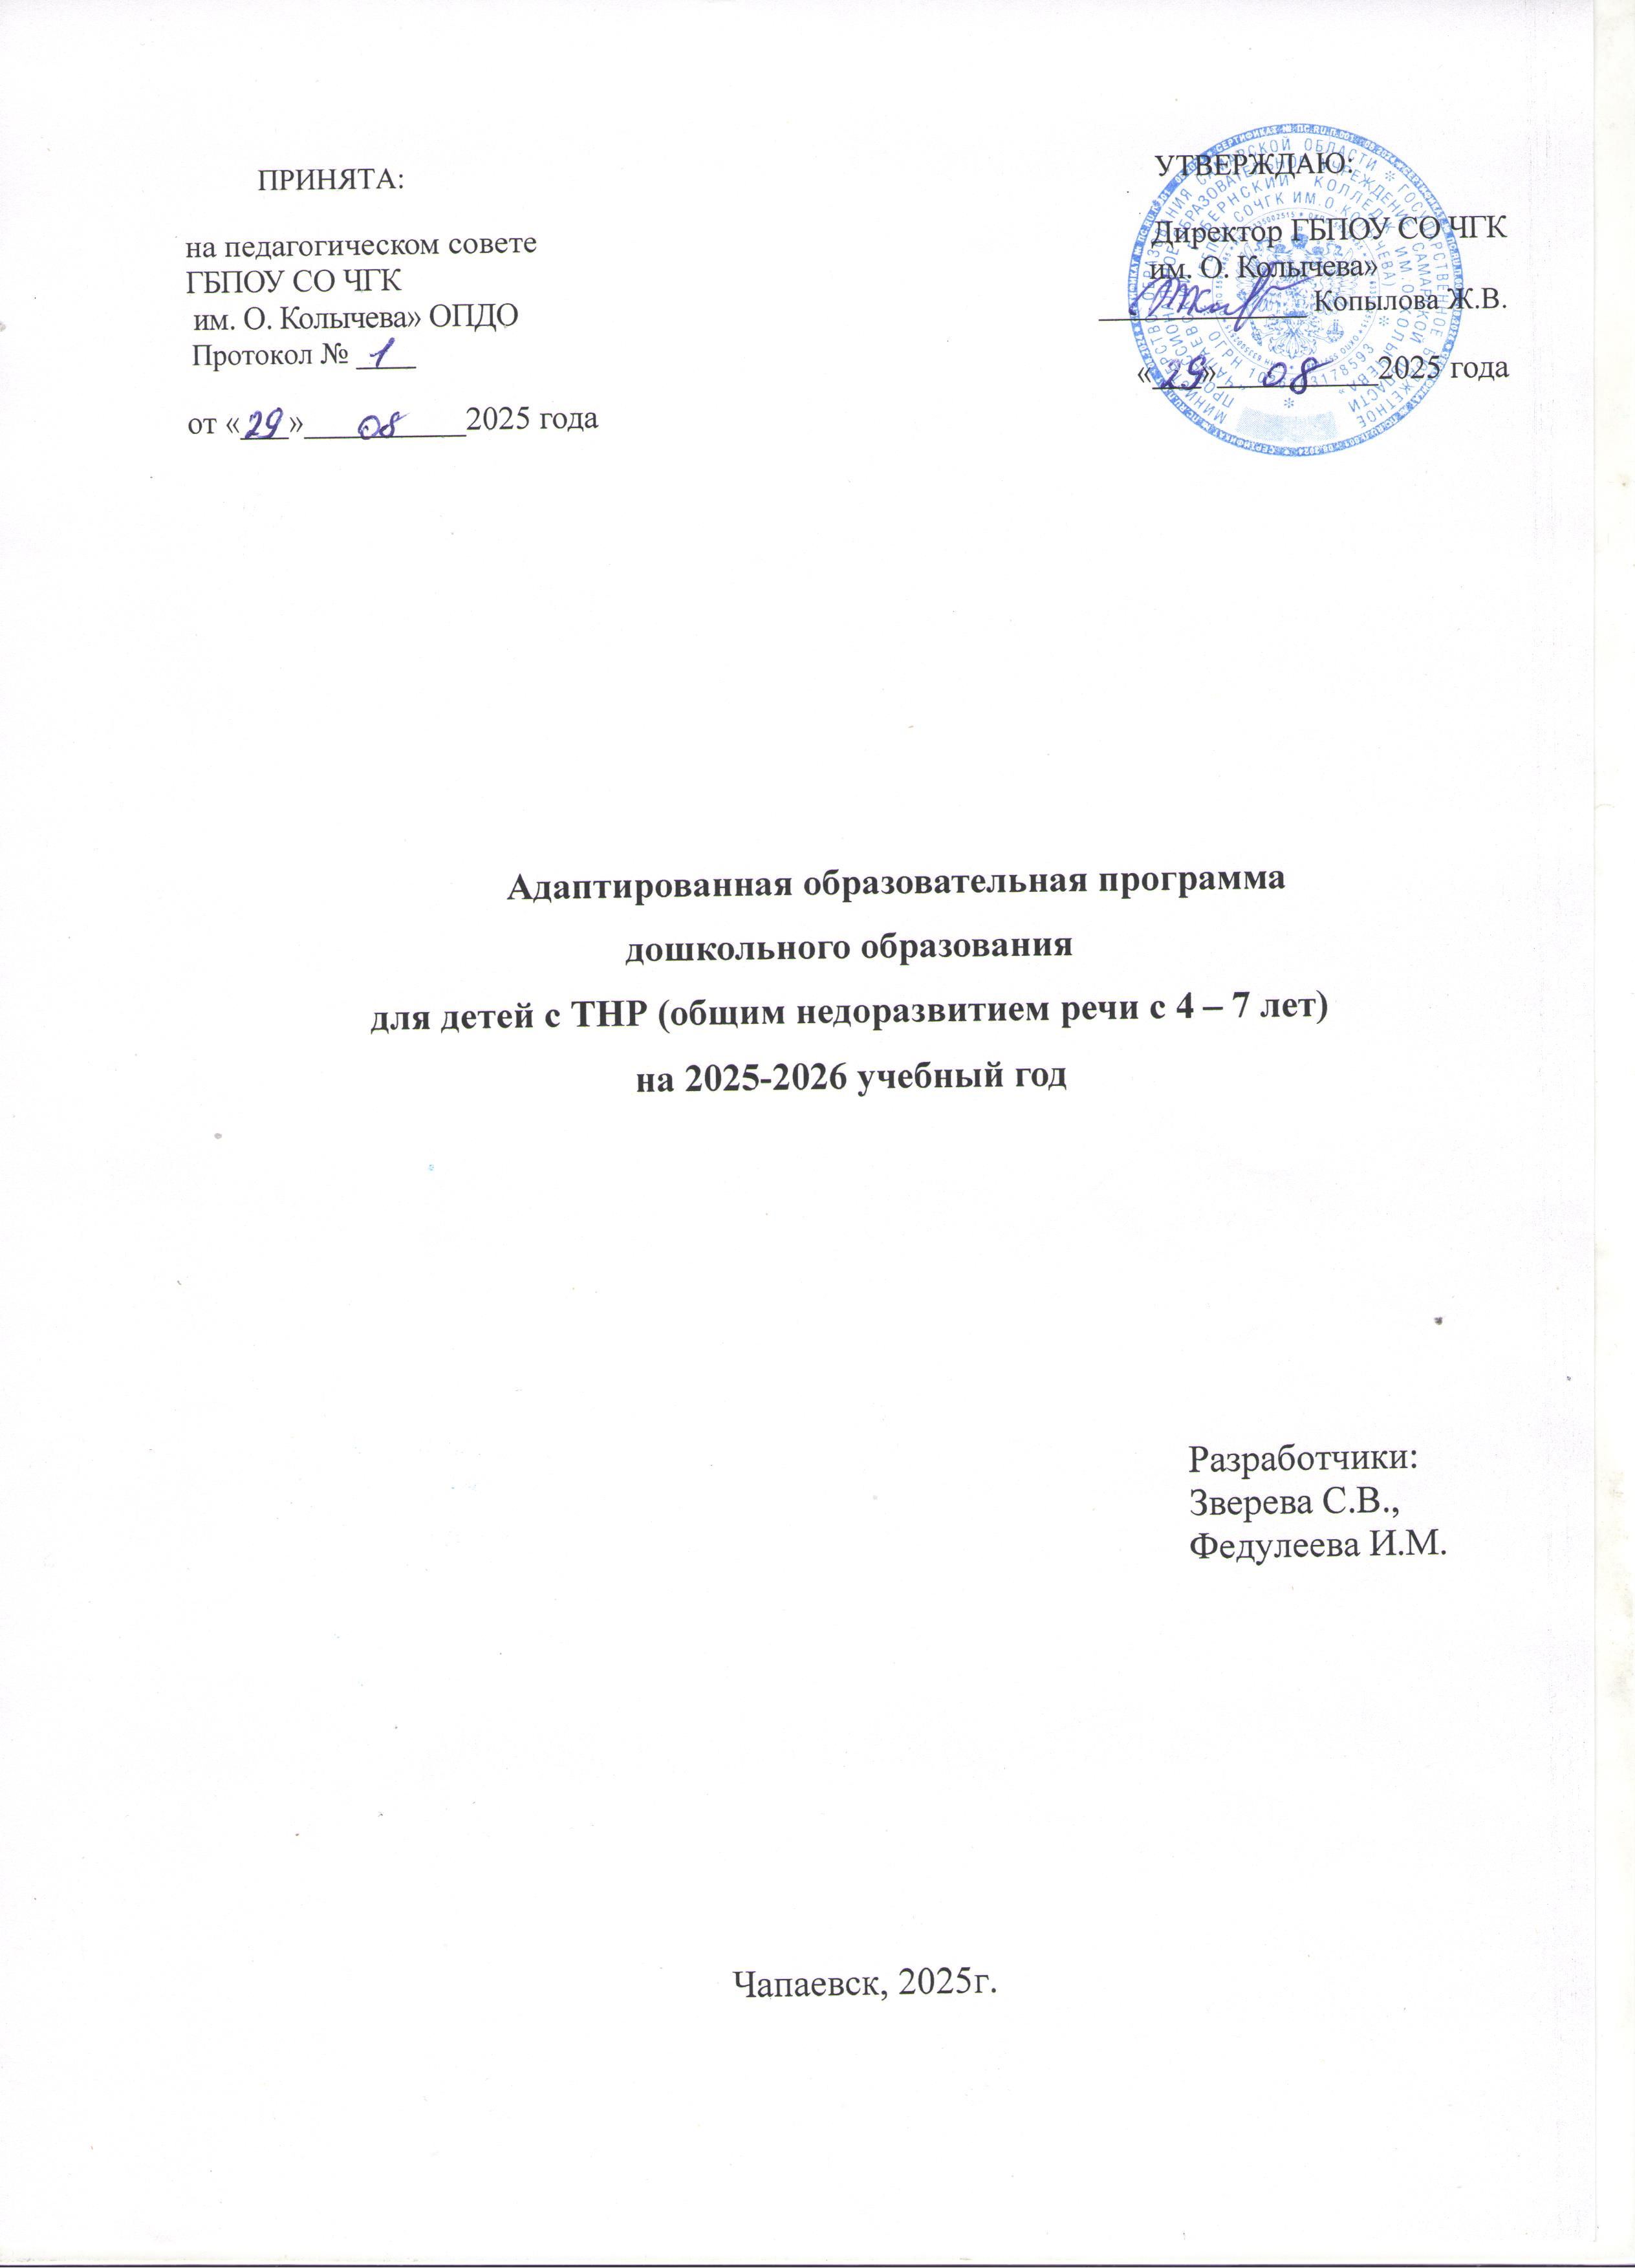 ПРИНЯТА:
на педагогическом совете
ГБПОУ СО ЧГК
им. О. Колычева» ОПДО
Протокол № 1
от «29» 08 2025 года
УТВЕРЖДАЮ:
Директор ГБПОУ СО ЧГК
им. О. Колычева»
Копылова Ж.В.
«29» 08 2025 года
Адаптированная образовательная программа
дошкольного образования
для детей с ТНР (общим недоразвитием речи с 4 – 7 лет)
на 2025-2026 учебный год
Разработчики:
Зверева С.В.,
Федулеева И.М.
Чапаевск, 2025г.